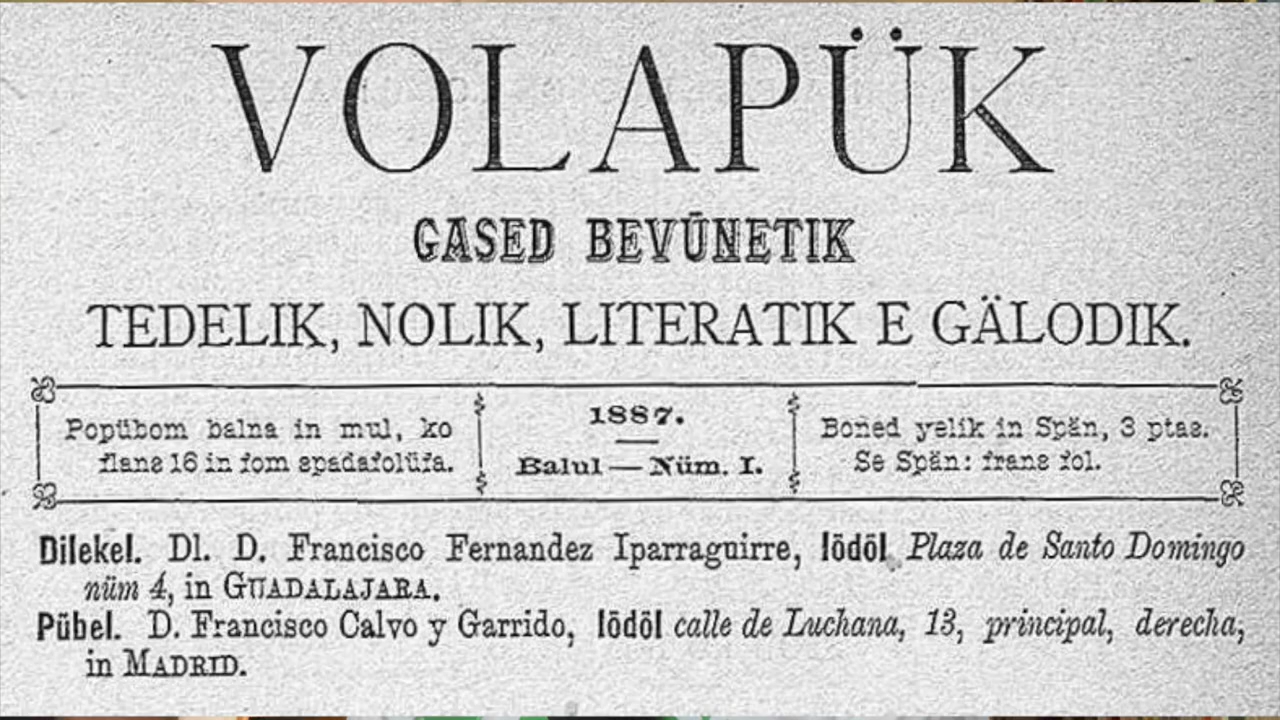 VOLAPÜK
GASED BEVÜNETIK
TEDELIK, NOLIK, LITERATIK E GÄLODIK.
Popübom balna in mul, ko
flans 16 in fom spadafolüfa.
1887.
Balul — Nüm. I.
Boned yelik in Spän, 3 ptas.
Se Spän: frans fol.
Dilekel. Dl. D. Francisco Fernandez Iparraguirre, lödöl Plaza de Santo Domingo
nüm 4, in GUADALAJARA.
Pübel. D. Francisco Calvo y Garrido, lödöl calle de Luchana, 13, principal, derecha,
in MADRID.